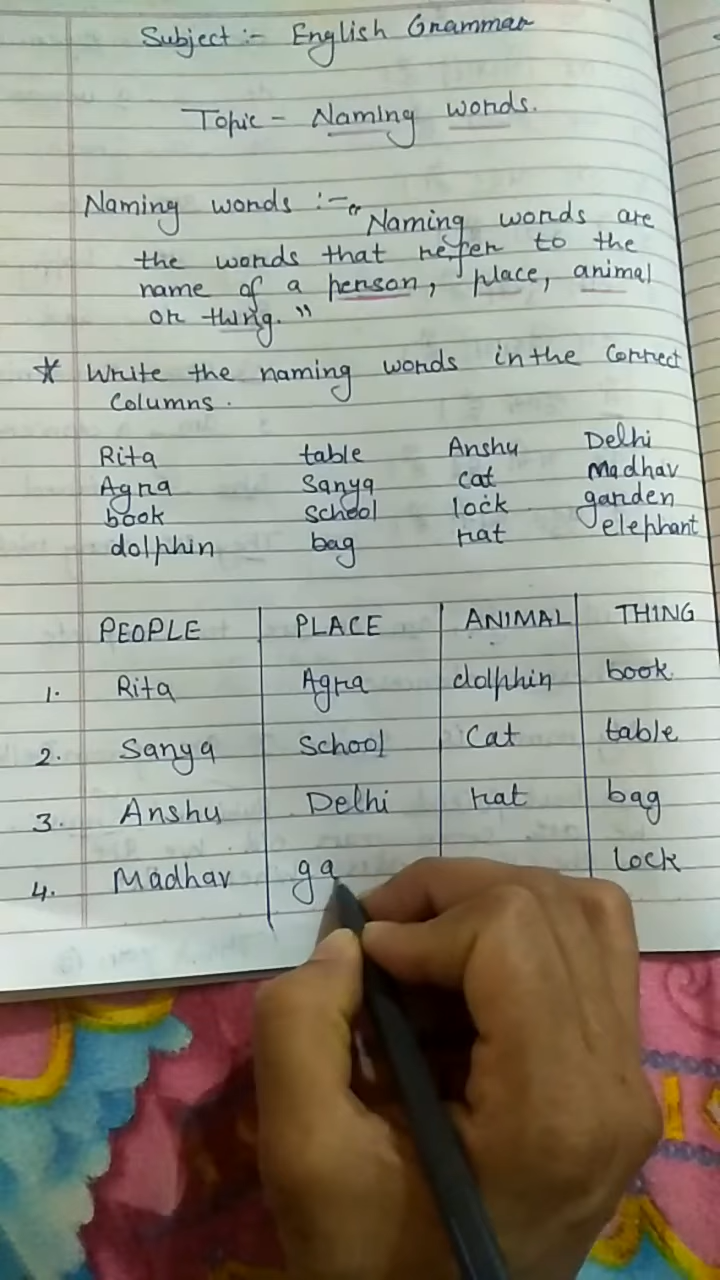 Subject :- English Grammar
Topic - Naming words.
Naming words :- "Naming words are
the words that refer to the
name of a person, place, animal
or thing."
* Write the naming words in the correct
columns.
Rita table Anshu Delhi
Agra Sanya cat Madhav
book school lock garden
dolphin bag rat elephant
PEOPLE PLACE ANIMAL THING
1. Rita Agra dolphin book
2. Sanya School Cat table
3. Anshu Delhi rat bag
4. Madhav ga lock